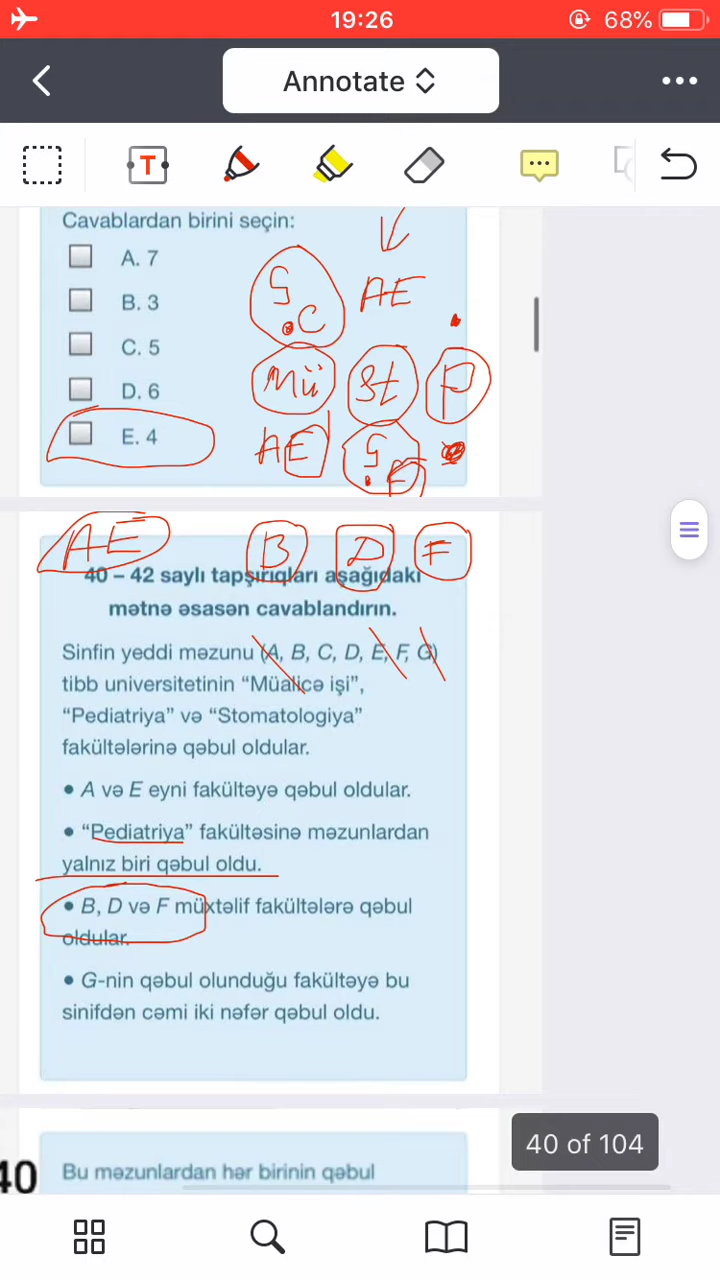 19:26
68%
Annotate
T
Cavablardan birini seçin:
A. 7
B. 3
C. 5
D. 6
E. 4
C
AE
Mü
St
P
AE
AE
B
D
F
40 – 42 saylı tapşırıqları aşağıdakı
mətnə əsasən cavablandırın.
Sinfin yeddi məzunu (A, B, C, D, E, F, G)
tibb universitetinin “Müalicə işi”,
“Pediatriya” və “Stomatologiya”
fakültələrinə qəbul oldular.
• A və E eyni fakültəyə qəbul oldular.
• “Pediatriya” fakültəsinə məzunlardan
yalnız biri qəbul oldu.
• B, D və F müxtəlif fakültələrə qəbul
oldular.
• G-nin qəbul olunduğu fakültəyə bu
sinifdən cəmi iki nəfər qəbul oldu.
40 of 104
40
Bu məzunlardan hər birinin qəbul